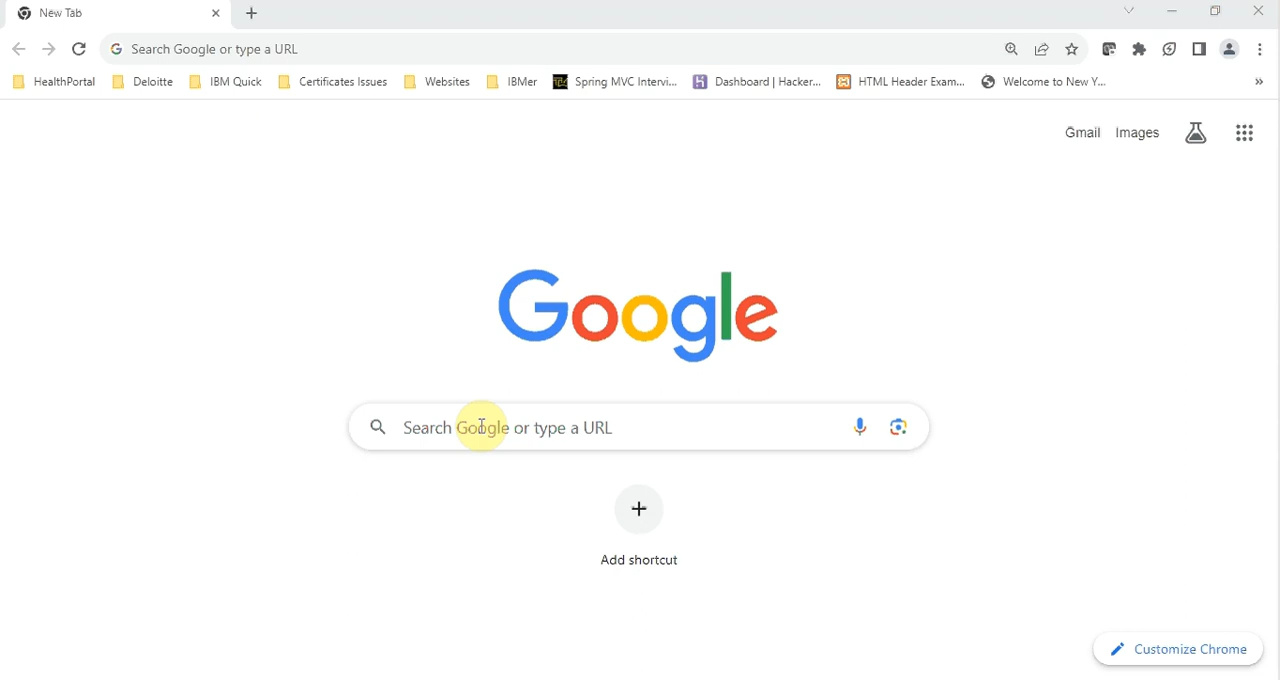 New Tab
Search Google or type a URL
HealthPortal Deloitte IBM Quick Certificates Issues Websites IBMer Spring MVC Intervi... Dashboard | Hacker... HTML Header Exam... Welcome to New Y... »
Gmail Images
Google
Search Google or type a URL
Add shortcut
Customize Chrome